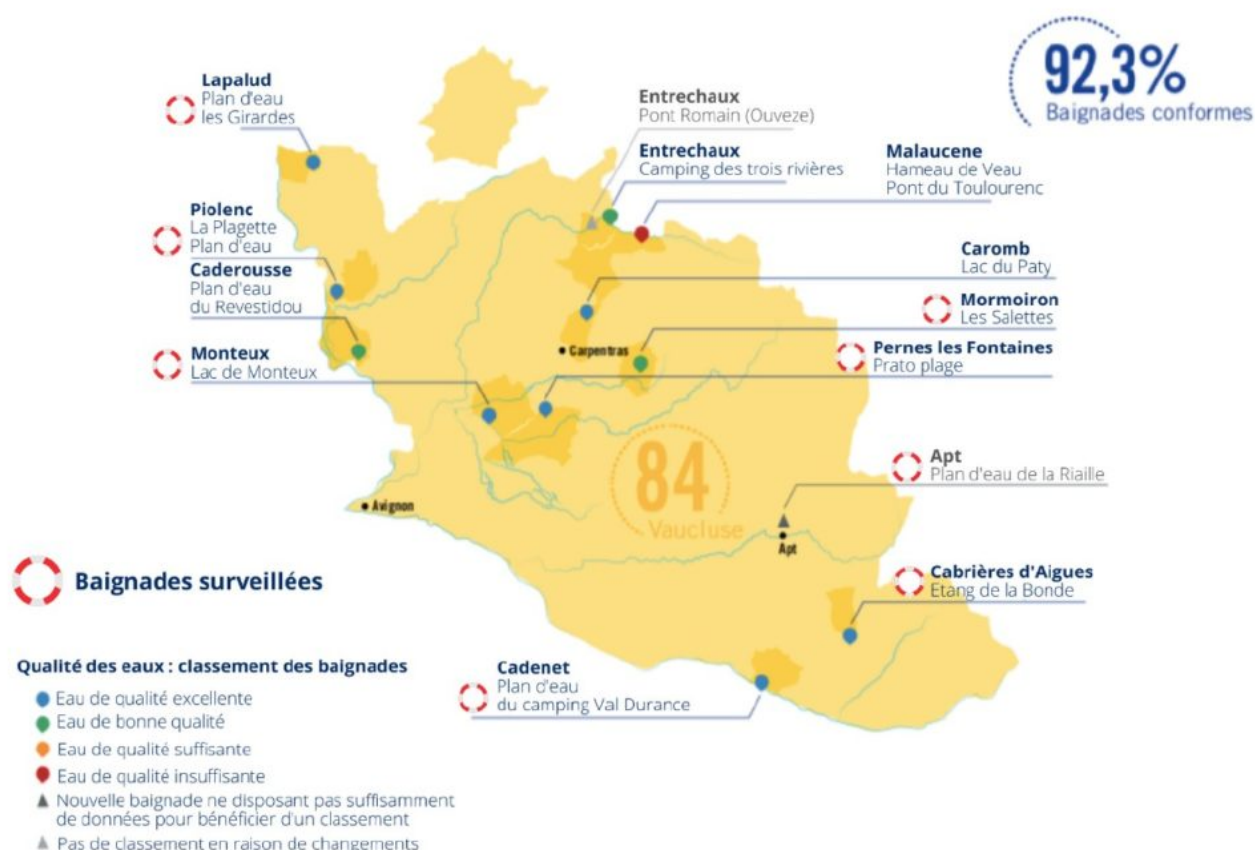 92,3%
Baignades conformes
Lapalud
Plan d'eau
les Girardes
Entrechaux
Pont Romain (Ouveze)
Entrechaux
Camping des trois rivières
Malaucene
Hameau de Veau
Pont du Toulourenc
Piolenc
La Plagette
Plan d'eau
Caderousse
Plan d'eau
du Revestidou
Caromb
Lac du Paty
Mormoiron
Les Salettes
Monteux
Lac de Monteux
Carpentras
Pernes les Fontaines
Prato plage
84
Vaucluse
Apt
Plan d'eau de la Riaille
Avignon
Apt
Baignades surveillées
Cabrières d'Aigues
Etang de la Bonde
Cadenet
Plan d'eau
du camping Val Durance
Qualité des eaux : classement des baignades
Eau de qualité excellente
Eau de bonne qualité
Eau de qualité suffisante
Eau de qualité insuffisante
Nouvelle baignade ne disposant pas suffisamment
de données pour bénéficier d'un classement
Pas de classement en raison de changements